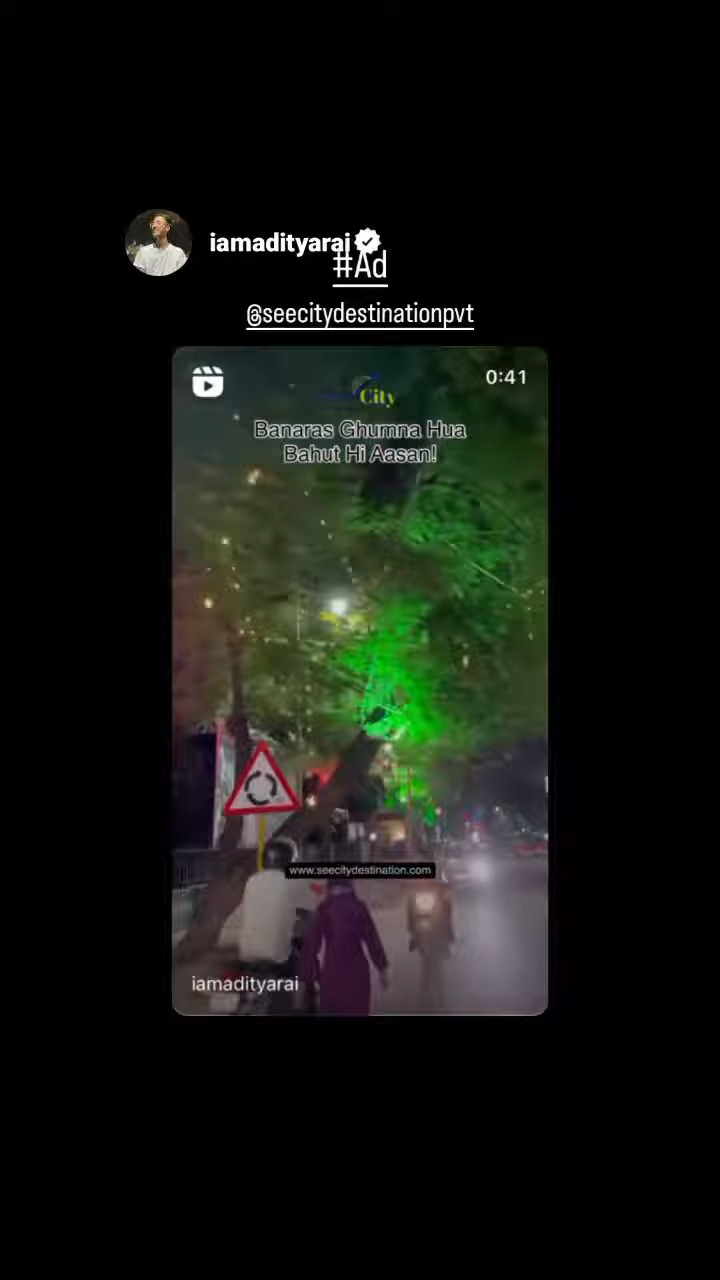 iamadityarai
#Ad
@seecitydestinationpvt
0:41
City
Banaras Ghumna Hua
Bahut Hi Aasan!
www.seecitydestination.com
iamadityarai